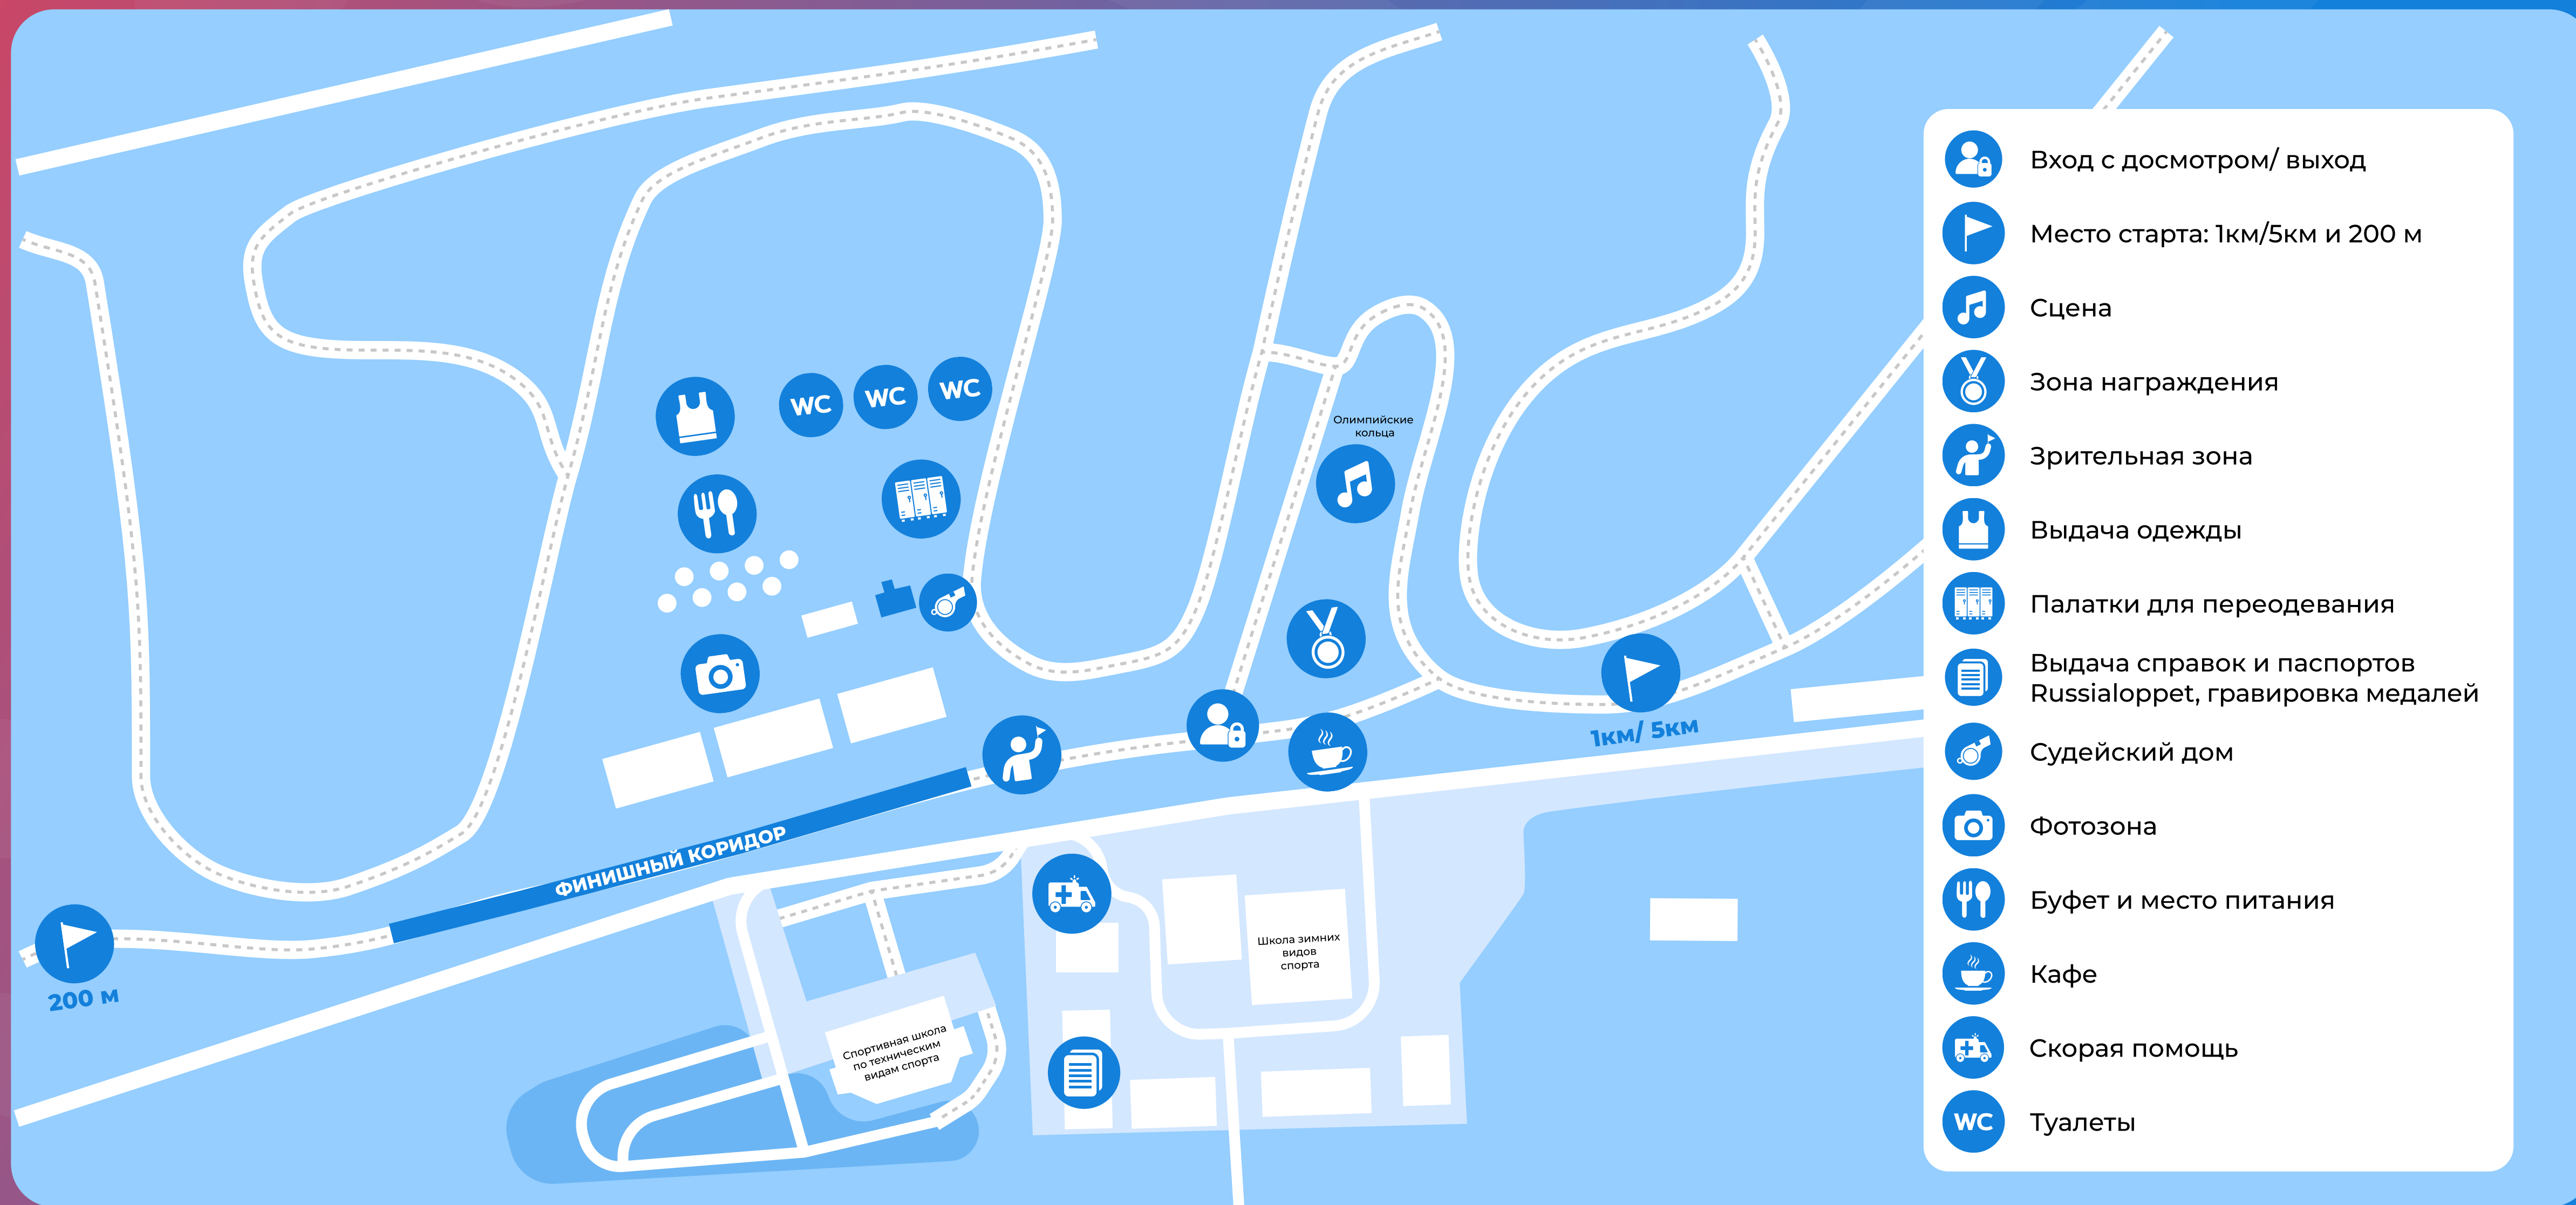 WC
WC
WC
Олимпийские
кольца
1км/ 5км
ФИНИШНЫЙ КОРИДОР
200 м
Школа зимних
видов
спорта
Спортивная школа
по техническим
видам спорта
Вход с досмотром/ выход
Место старта: 1км/5км и 200 м
Сцена
Зона награждения
Зрительная зона
Выдача одежды
Палатки для переодевания
Выдача справок и паспортов
Russialoppet, гравировка медалей
Судейский дом
Фотозона
Буфет и место питания
Кафе
Скорая помощь
WC Туалеты